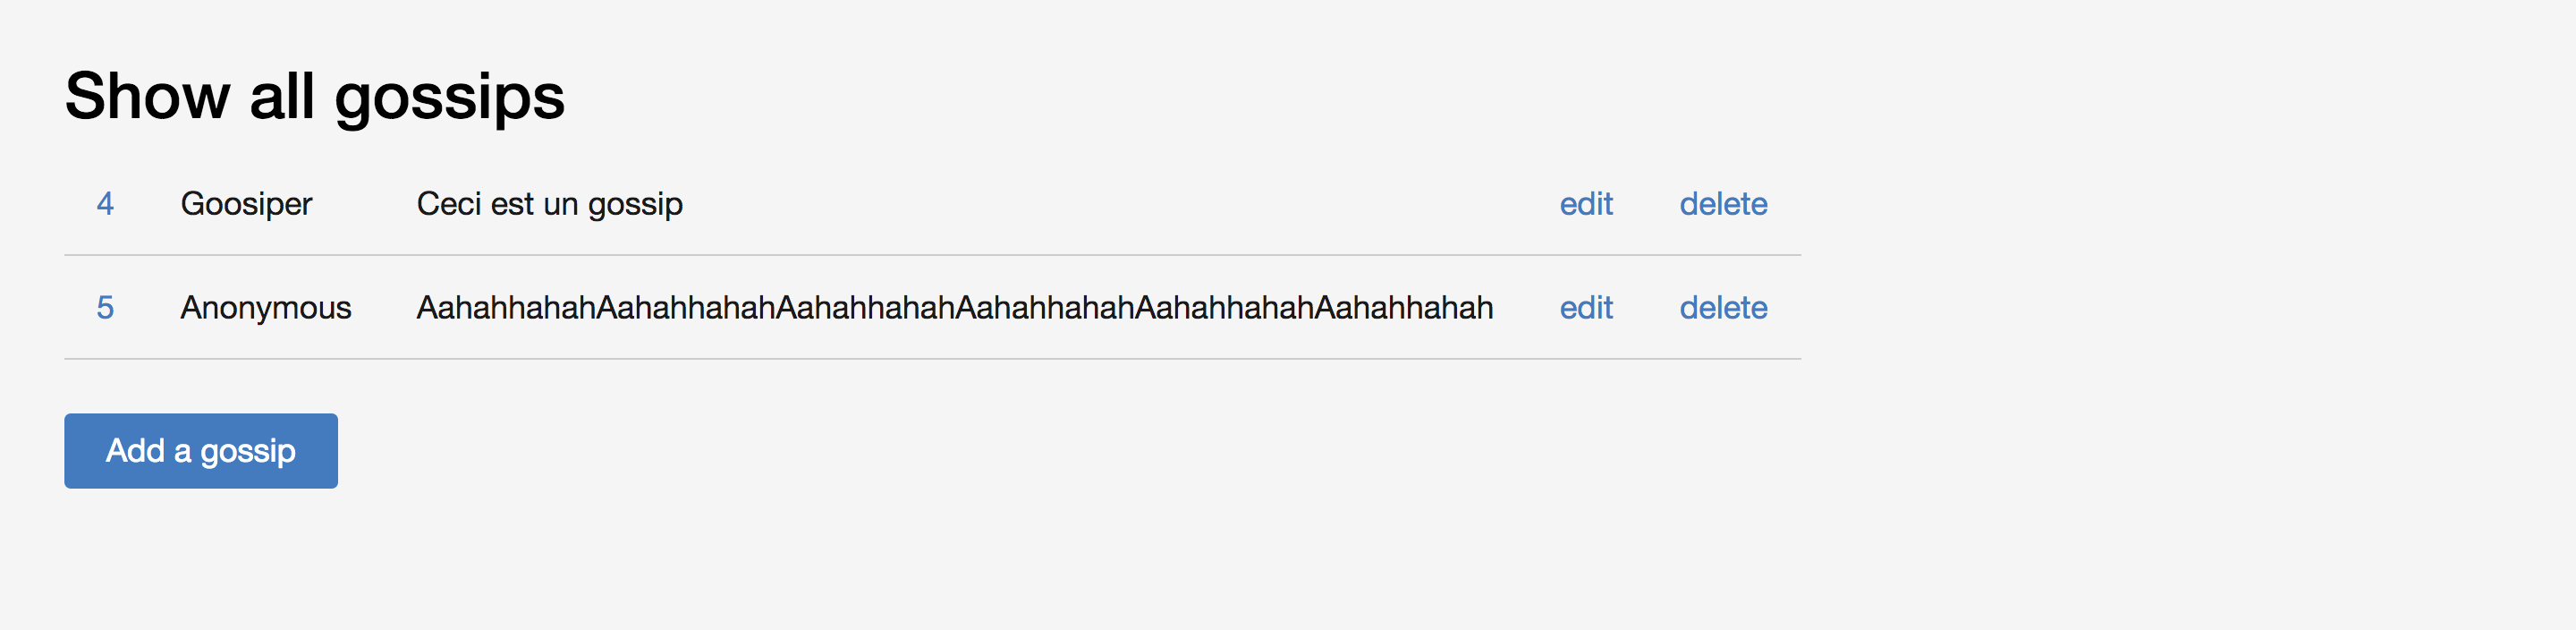 Show all gossips
4 Goosiper Ceci est un gossip edit delete
5 Anonymous AahahhahahAahahhahahAahahhahahAahahhahahAahahhahahAahahhahah edit delete
Add a gossip